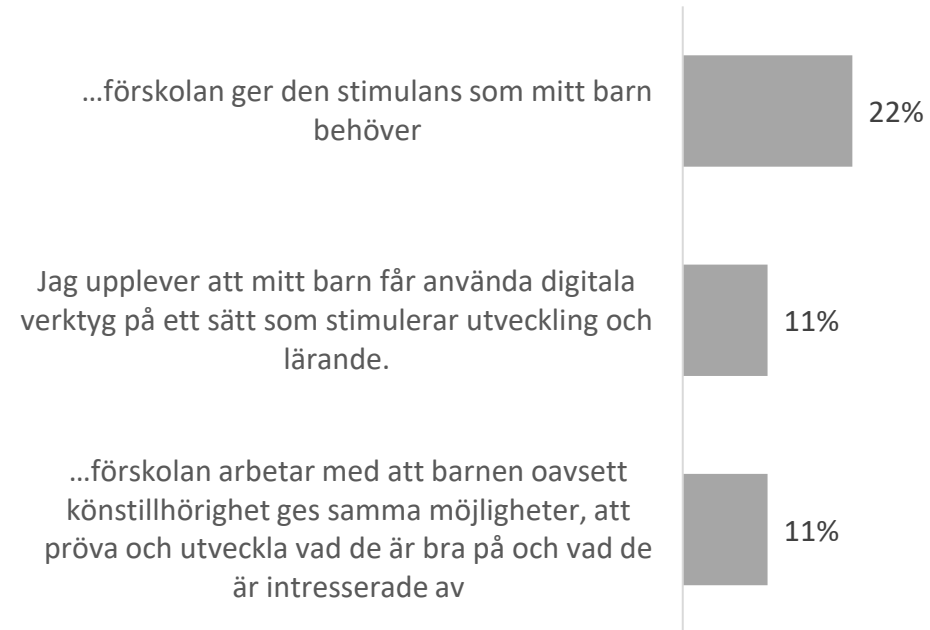 ...förskolan ger den stimulans som mitt barn
behöver
22%
Jag upplever att mitt barn får använda digitala
verktyg på ett sätt som stimulerar utveckling och
lärande.
11%
...förskolan arbetar med att barnen oavsett
könstillhörighet ges samma möjligheter, att
pröva och utveckla vad de är bra på och vad de
är intresserade av
11%